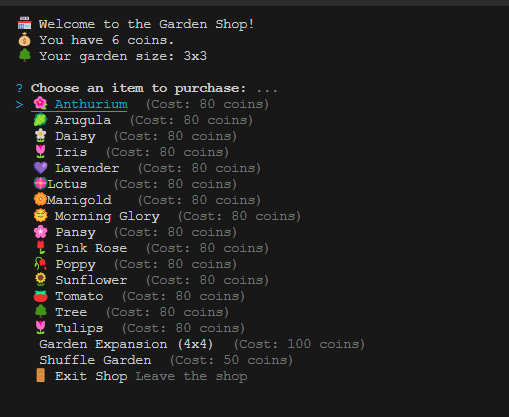 🏪 Welcome to the Garden Shop!
💰 You have 6 coins.
🌳 Your garden size: 3x3
? Choose an item to purchase: ...
> 🌺 Anthurium (Cost: 80 coins)
🥬 Arugula (Cost: 80 coins)
🌼 Daisy (Cost: 80 coins)
🌷 Iris (Cost: 80 coins)
💜 Lavender (Cost: 80 coins)
🪷Lotus (Cost: 80 coins)
🏵️Marigold (Cost: 80 coins)
🌞 Morning Glory (Cost: 80 coins)
🌸 Pansy (Cost: 80 coins)
🌹 Pink Rose (Cost: 80 coins)
🥀 Poppy (Cost: 80 coins)
🌻 Sunflower (Cost: 80 coins)
🍅 Tomato (Cost: 80 coins)
🌳 Tree (Cost: 80 coins)
🌷 Tulips (Cost: 80 coins)
Garden Expansion (4x4) (Cost: 100 coins)
Shuffle Garden (Cost: 50 coins)
🚪 Exit Shop Leave the shop